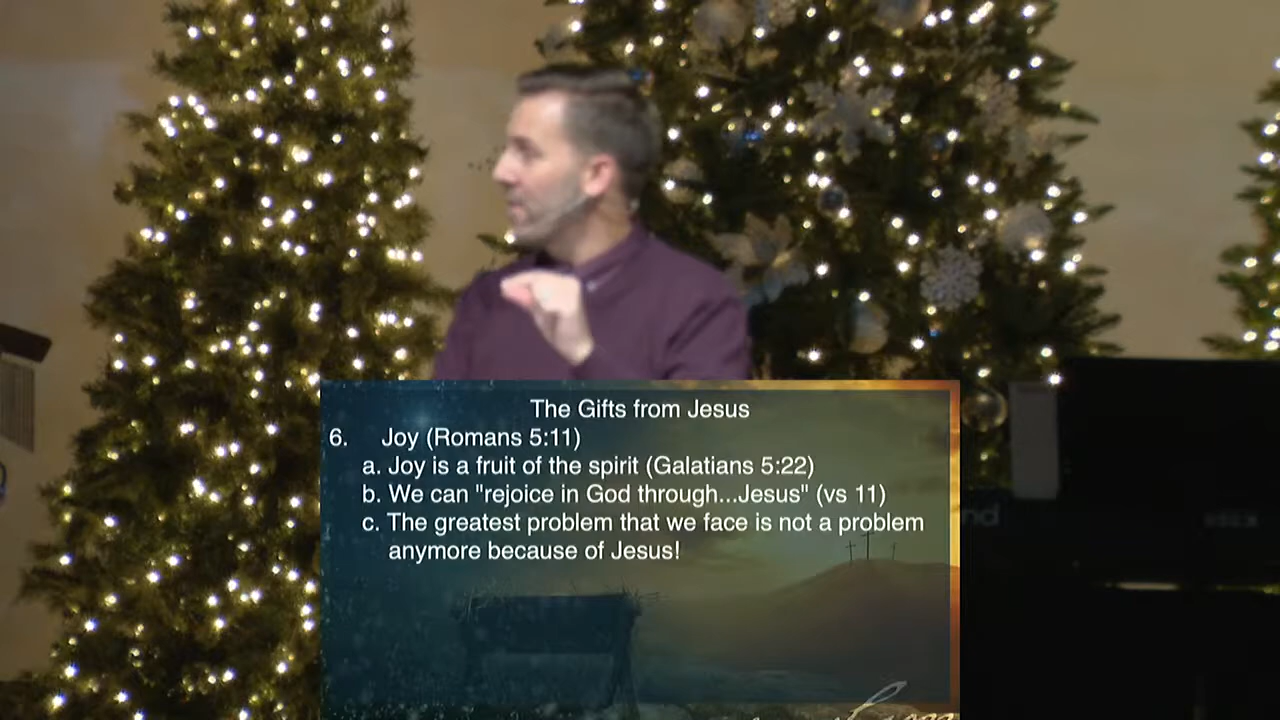 The Gifts from Jesus
6. Joy (Romans 5:11)
a. Joy is a fruit of the spirit (Galatians 5:22)
b. We can "rejoice in God through...Jesus" (vs 11)
c. The greatest problem that we face is not a problem
anymore because of Jesus!